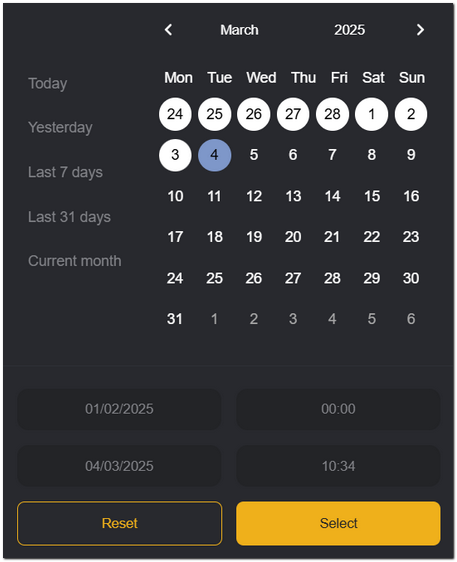 March 2025
Mon Tue Wed Thu Fri Sat Sun
24 25 26 27 28 1 2
3 4 5 6 7 8 9
10 11 12 13 14 15 16
17 18 19 20 21 22 23
24 25 26 27 28 29 30
31 1 2 3 4 5 6
Today
Yesterday
Last 7 days
Last 31 days
Current month
01/02/2025 00:00
04/03/2025 10:34
Reset Select